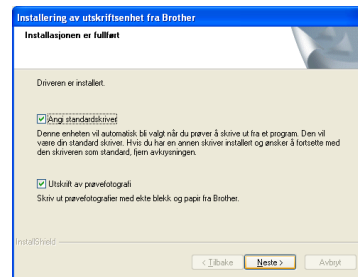 Installering av utskriftsenhet fra Brother
Installasjonen er fullført
Driveren er installert.
Angi standardskriver
Denne enheten vil automatisk bli valgt når du prøver å skrive ut fra et program. Den vil
være din standard skriver. Hvis du har en annen skriver installert og ønsker å fortsette med
den skriveren som standard, fjern avkrysningen.
Utskrift av prøvefotografi
Skriv ut prøvefotografier med ekte blekk og papir fra Brother.
InstallShield
< Tilbake Neste > Avbryt